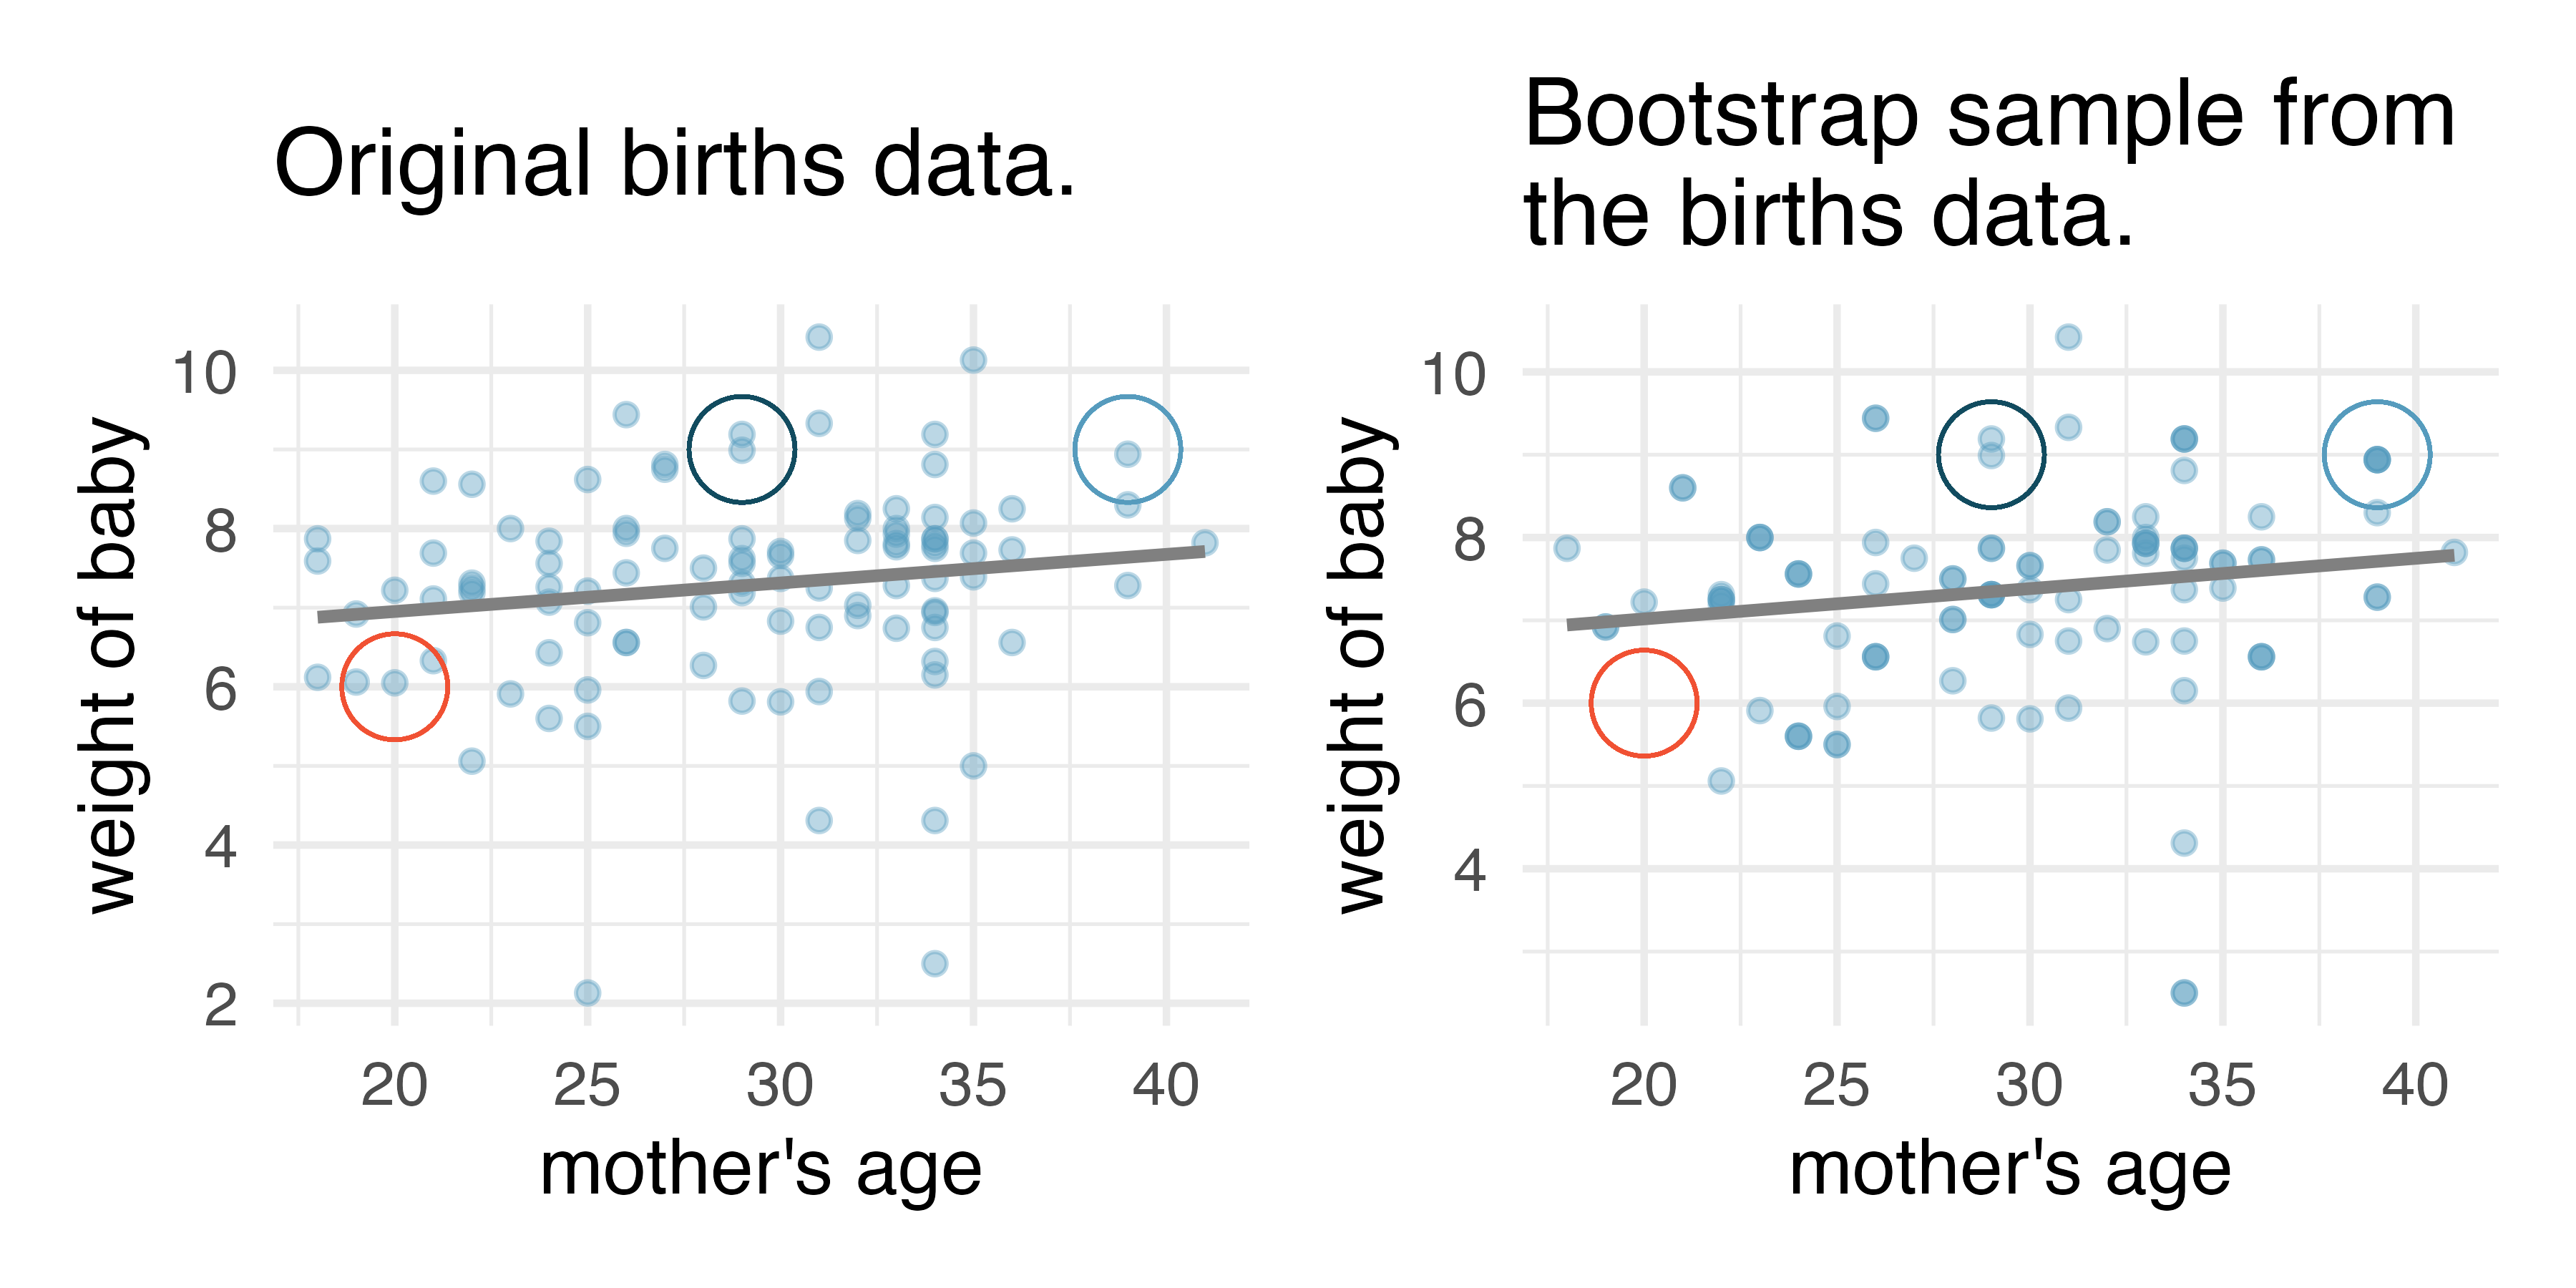 Original births data.
weight of baby
10
8
6
4
2
20 25 30 35 40
mother's age
Bootstrap sample from
the births data.
weight of baby
10
8
6
4
20 25 30 35 40
mother's age